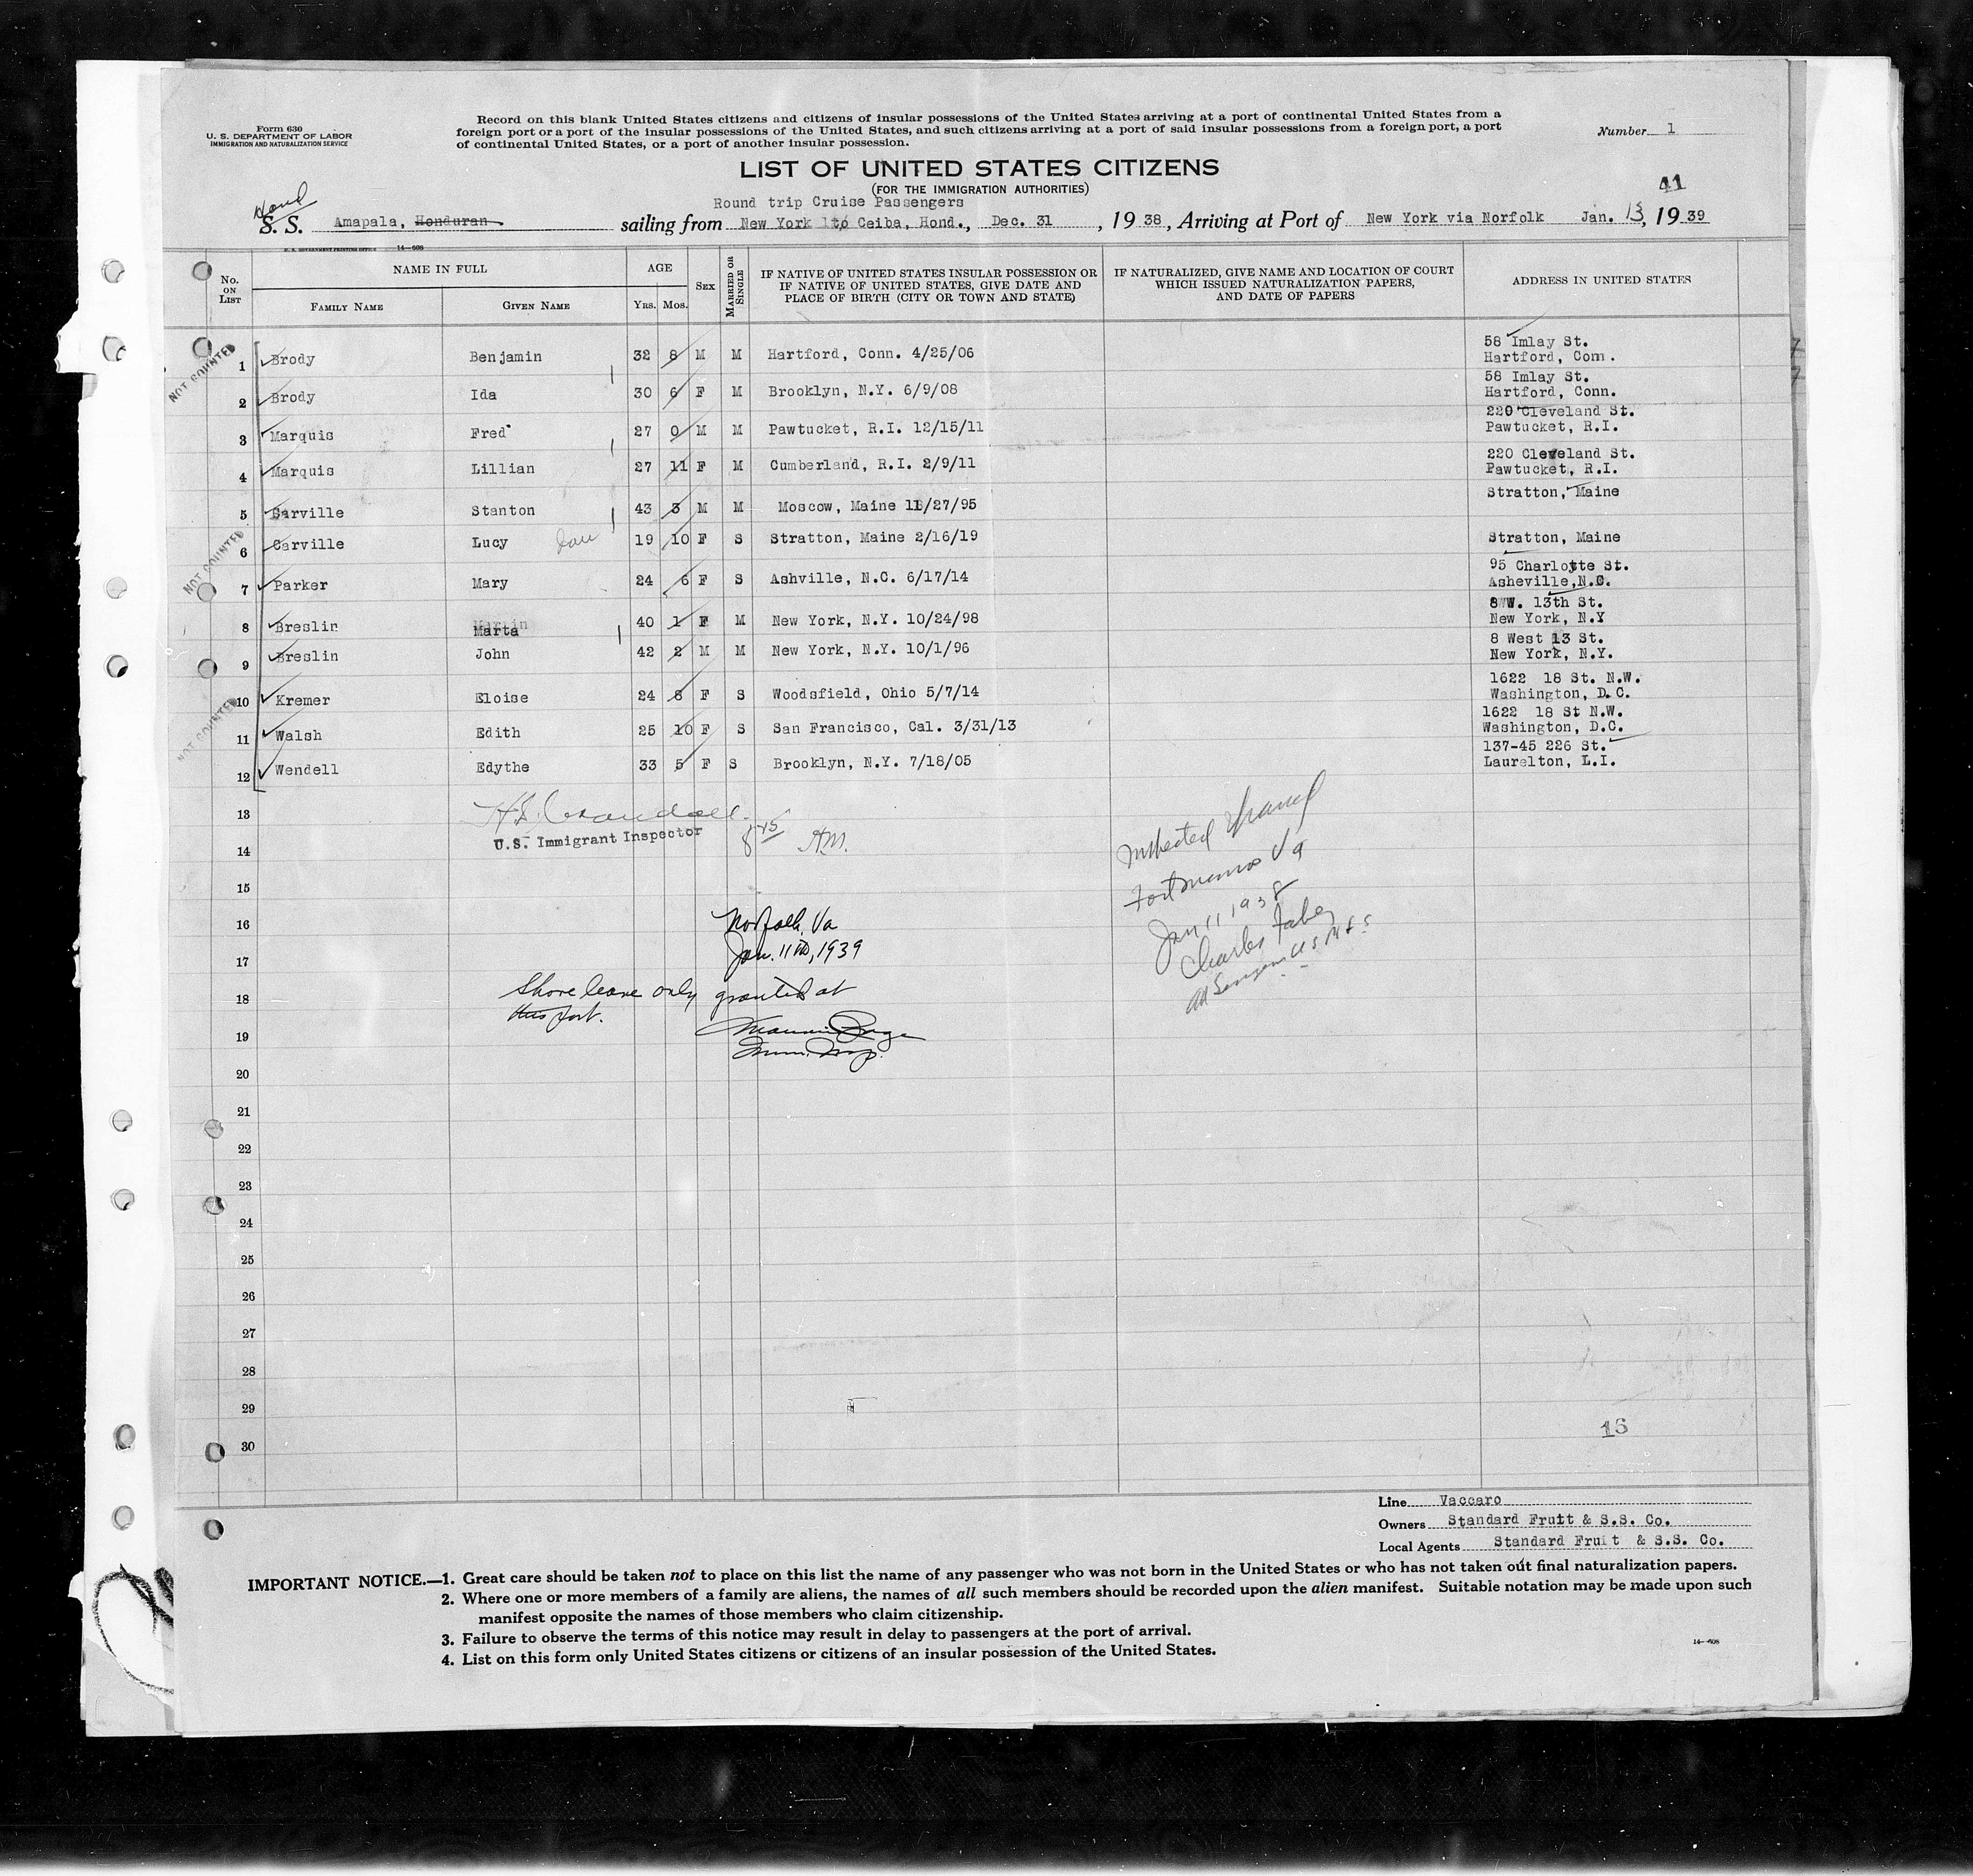 Form 630
U. S. DEPARTMENT OF LABOR
IMMIGRATION AND NATURALIZATION SERVICE
Record on this blank United States citizens and citizens of insular possessions of the United States arriving at a port of continental United States from a
foreign port or a port of the insular possessions of the United States, and such citizens arriving at a port of said insular possessions from a foreign port, a port
of continental United States, or a port of another insular possession.
Number 1
LIST OF UNITED STATES CITIZENS
(FOR THE IMMIGRATION AUTHORITIES)
41
Round trip Cruise Passengers
Hond
S. S. Amapala, Honduran sailing from New York to Ceiba, Hond., Dec. 31, 19 38, Arriving at Port of New York via Norfolk Jan. 13, 19 39
U. S. GOVERNMENT PRINTING OFFICE 14—608
No. ON LIST
NAME IN FULL
FAMILY NAME GIVEN NAME
AGE
YRS. MOS.
SEX
MARRIED OR SINGLE
IF NATIVE OF UNITED STATES INSULAR POSSESSION OR
IF NATIVE OF UNITED STATES, GIVE DATE AND
PLACE OF BIRTH (CITY OR TOWN AND STATE)
IF NATURALIZED, GIVE NAME AND LOCATION OF COURT
WHICH ISSUED NATURALIZATION PAPERS,
AND DATE OF PAPERS
ADDRESS IN UNITED STATES
NOT COUNTED
1 Brody Benjamin 32 8 M M Hartford, Conn. 4/25/06 58 Imlay St.
Hartford, Conn.
2 Brody Ida 30 6 F M Brooklyn, N.Y. 6/9/08 58 Imlay St.
Hartford, Conn.
3 Marquis Fred 27 0 M M Pawtucket, R.I. 12/15/11 220 Cleveland St.
Pawtucket, R.I.
4 Marquis Lillian 27 11 F M Cumberland, R.I. 2/9/11 220 Cleveland St.
Pawtucket, R.I.
5 Carville Stanton 43 3 M M Moscow, Maine 11/27/95 Stratton, Maine
NOT COUNTED
6 Carville Lucy 19 10 F S Stratton, Maine 2/16/19 Stratton, Maine
7 Parker Mary 24 6 F S Ashville, N.C. 6/17/14 95 Charlotte St.
Asheville, N.C.
8 Breslin Marta 40 1 F M New York, N.Y. 10/24/98 8 W. 13th St.
New York, N.Y
9 Breslin John 42 2 M M New York, N.Y. 10/1/96 8 West 13 St.
New York, N.Y.
NOT COUNTED
10 Kremer Eloise 24 8 F S Woodsfield, Ohio 5/7/14 1622 18 St. N.W.
Washington, D.C.
11 Walsh Edith 25 10 F S San Francisco, Cal. 3/31/13 1622 18 St N.W.
Washington, D.C.
12 Wendell Edythe 33 5 F S Brooklyn, N.Y. 7/18/05 137-45 226 St.
Laurelton, L.I.
13
U.S. Immigrant Inspector 8 45 A.M.
14
Inspected
Fort Monroe Va
Jan 11 1938
Charles Faber
Surgeon U S
15
16 Norfolk, Va
17 Jan. 11th, 1939
18 Shore leave only granted at
this port.
19
Imm. Insp.
20
21
22
23
24
25
26
27
28
29
30
16
Line Vaccaro
Owners Standard Fruit & S.S. Co.
Local Agents Standard Fruit & S.S. Co.
IMPORTANT NOTICE.—1. Great care should be taken not to place on this list the name of any passenger who was not born in the United States or who has not taken out final naturalization papers.
2. Where one or more members of a family are aliens, the names of all such members should be recorded upon the alien manifest. Suitable notation may be made upon such
manifest opposite the names of those members who claim citizenship.
3. Failure to observe the terms of this notice may result in delay to passengers at the port of arrival.
4. List on this form only United States citizens or citizens of an insular possession of the United States.
14—608